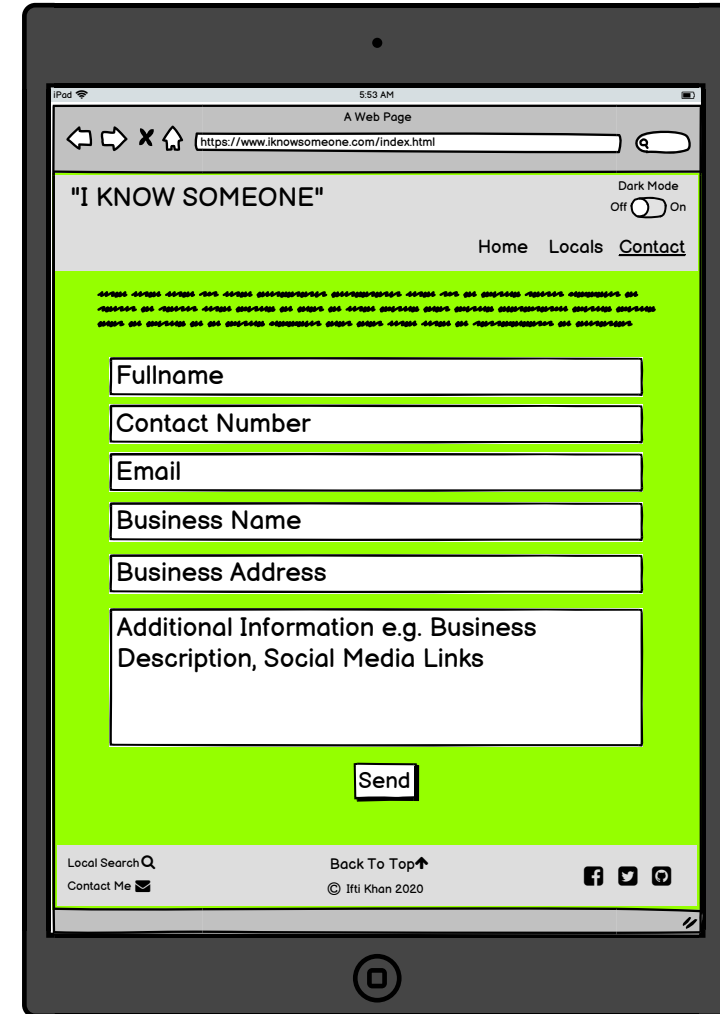 iPad 5:53 AM
A Web Page
https://www.iknowsomeone.com/index.html
"I KNOW SOMEONE"
Dark Mode
Off On
Home Locals Contact
Fullname
Contact Number
Email
Business Name
Business Address
Additional Information e.g. Business
Description, Social Media Links
Send
Local Search Back To Top
Contact Me © Ifti Khan 2020